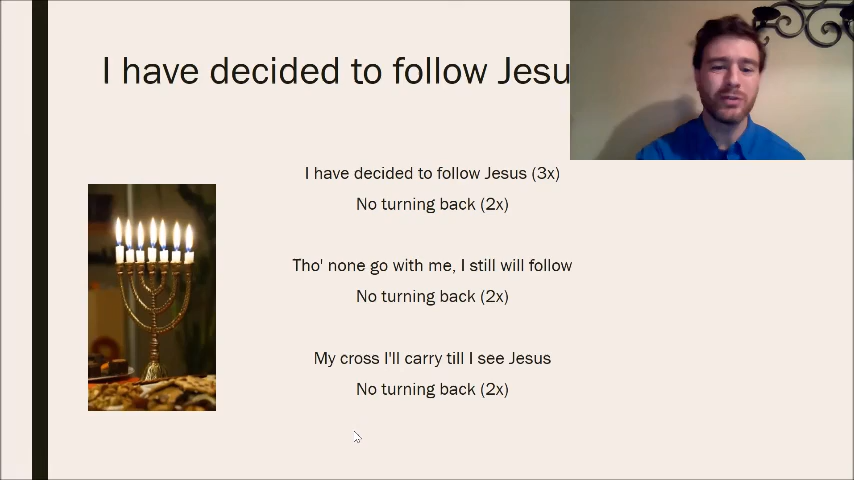 I have decided to follow Jesu
I have decided to follow Jesus (3x)
No turning back (2x)
Tho' none go with me, I still will follow
No turning back (2x)
My cross I'll carry till I see Jesus
No turning back (2x)